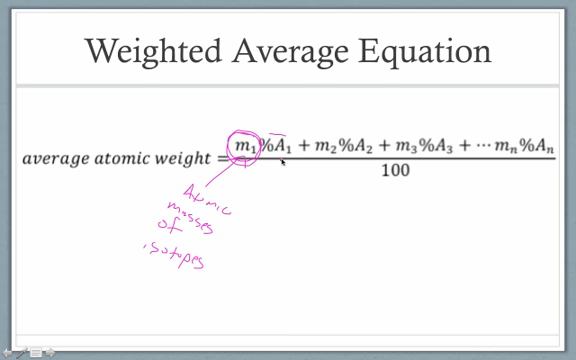 Weighted Average Equation
average atomic weight = m₁%A₁ + m₂%A₂ + m₃%A₃ + ⋯ mₙ%Aₙ
100
Atomic
masses
of
isotopes